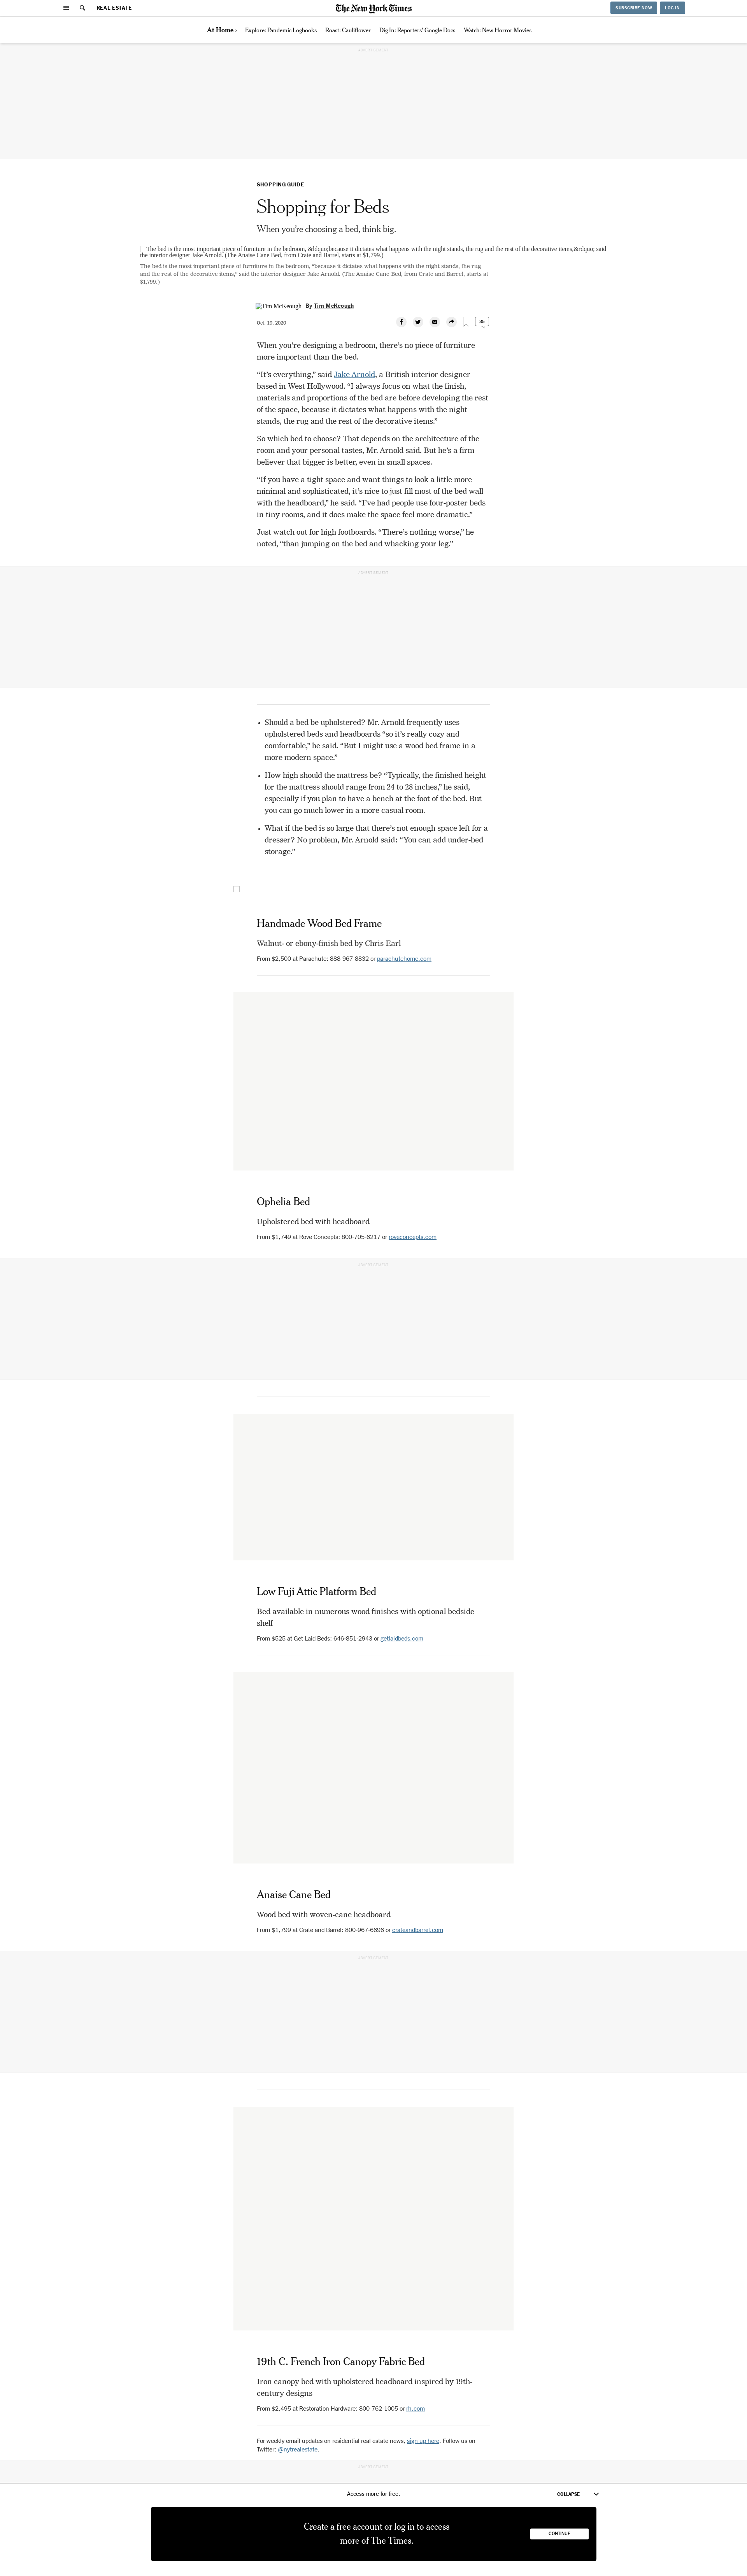 REAL ESTATE
The New York Times
SUBSCRIBE NOW
LOG IN
At Home ›
Explore: Pandemic Logbooks
Roast: Cauliflower
Dig In: Reporters' Google Docs
Watch: New Horror Movies
ADVERTISEMENT
SHOPPING GUIDE
Shopping for Beds
When you're choosing a bed, think big.
The bed is the most important piece of furniture in the bedroom, &ldquo;because it dictates what happens with the night stands, the rug and the rest of the decorative items,&rdquo; said
the interior designer Jake Arnold. (The Anaise Cane Bed, from Crate and Barrel, starts at $1,799.)
The bed is the most important piece of furniture in the bedroom, “because it dictates what happens with the night stands, the rug
and the rest of the decorative items,” said the interior designer Jake Arnold. (The Anaise Cane Bed, from Crate and Barrel, starts at
$1,799.)
Tim McKeough By Tim McKeough
Oct. 19, 2020
85
When you're designing a bedroom, there's no piece of furniture
more important than the bed.
“It's everything,” said Jake Arnold, a British interior designer
based in West Hollywood. “I always focus on what the finish,
materials and proportions of the bed are before deciding the rest
of the space, because it dictates what happens with the night
stands, the rug and the rest of the decorative items.”
So which bed to choose? That depends on the architecture of the
room and your personal tastes, Mr. Arnold said. But he's a firm
believer that bigger is better, even in small spaces.
“If you have a tight space and want things to look a little more
minimal and sophisticated, it's nice to just fill most of the bed wall
with the headboard,” he said. “I've had people use four-poster beds
in tiny rooms, and it does make the space feel more dramatic.”
Just watch out for high footboards. “There's nothing worse,” he
noted, “than jumping on the bed and whacking your leg.”
ADVERTISEMENT
• Should a bed be upholstered? Mr. Arnold frequently uses
upholstered beds and headboards “so it's really cozy and
comfortable,” he said. “But I might use a wood bed frame in a
more modern space.”
• How high should the mattress be? “Typically, the finished height
for the mattress should range from 24 to 28 inches,” he said,
especially if you plan to have a bench at the foot of the bed. But
you can go much lower in a more casual room.
• What if the bed is so large that there's not enough space left for a
dresser? No problem, Mr. Arnold said: “You can add under-bed
storage.”
Handmade Wood Bed Frame
Walnut- or ebony-finish bed by Chris Earl
From $2,500 at Parachute: 888-967-8832 or parachutehome.com
Ophelia Bed
Upholstered bed with headboard
From $1,749 at Rove Concepts: 800-705-6217 or roveconcepts.com
ADVERTISEMENT
Low Fuji Attic Platform Bed
Bed available in numerous wood finishes with optional bedside
shelf
From $525 at Get Laid Beds: 646-851-2943 or getlaidbeds.com
Anaise Cane Bed
Wood bed with woven-cane headboard
From $1,799 at Crate and Barrel: 800-967-6696 or crateandbarrel.com
ADVERTISEMENT
19th C. French Iron Canopy Fabric Bed
Iron canopy bed with upholstered headboard inspired by 19th-
century designs
From $2,495 at Restoration Hardware: 800-762-1005 or rh.com
For weekly email updates on residential real estate news, sign up here. Follow us on
Twitter: @nytrealestate.
ADVERTISEMENT
Access more for free.
COLLAPSE
Create a free account or log in to access
more of The Times.
CONTINUE